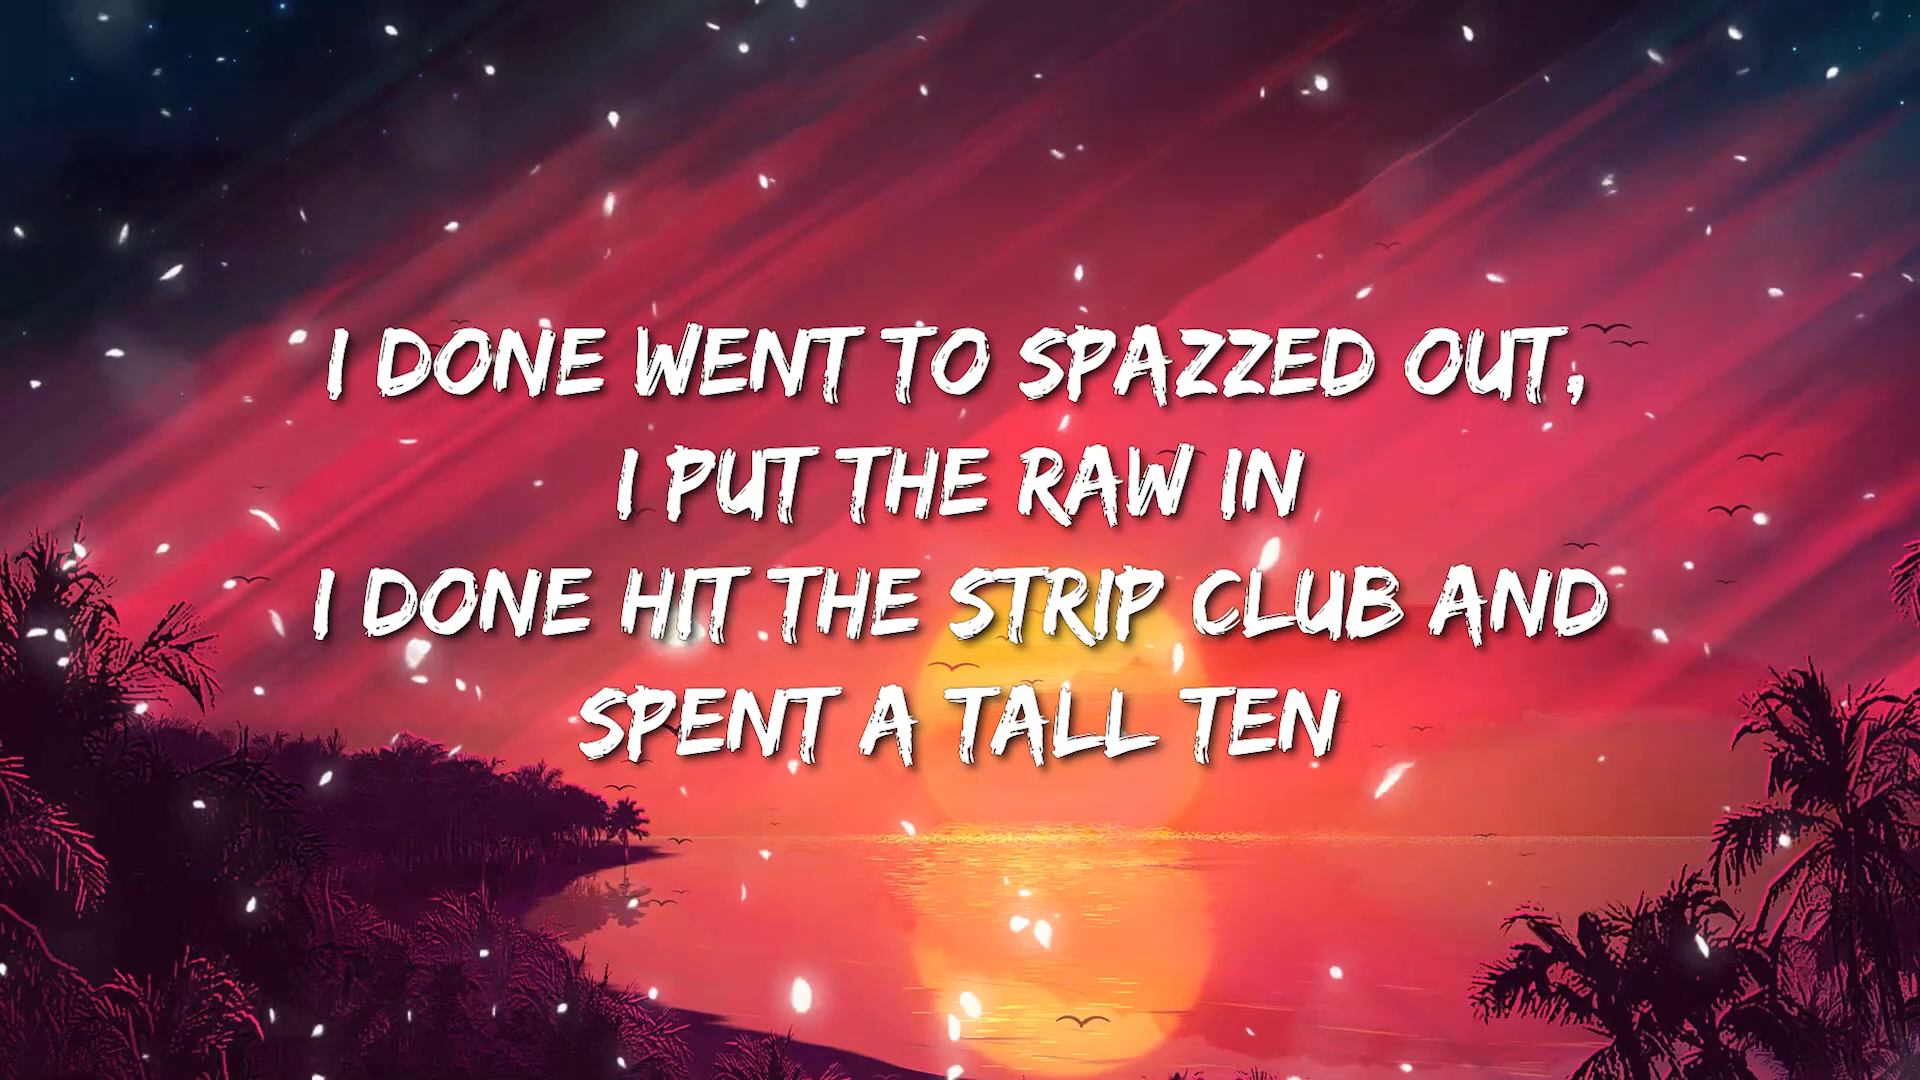 I DONE WENT TO SPAZZED OUT,
I PUT THE RAW IN
I DONE HIT THE STRIP CLUB AND
SPENT A TALL TEN